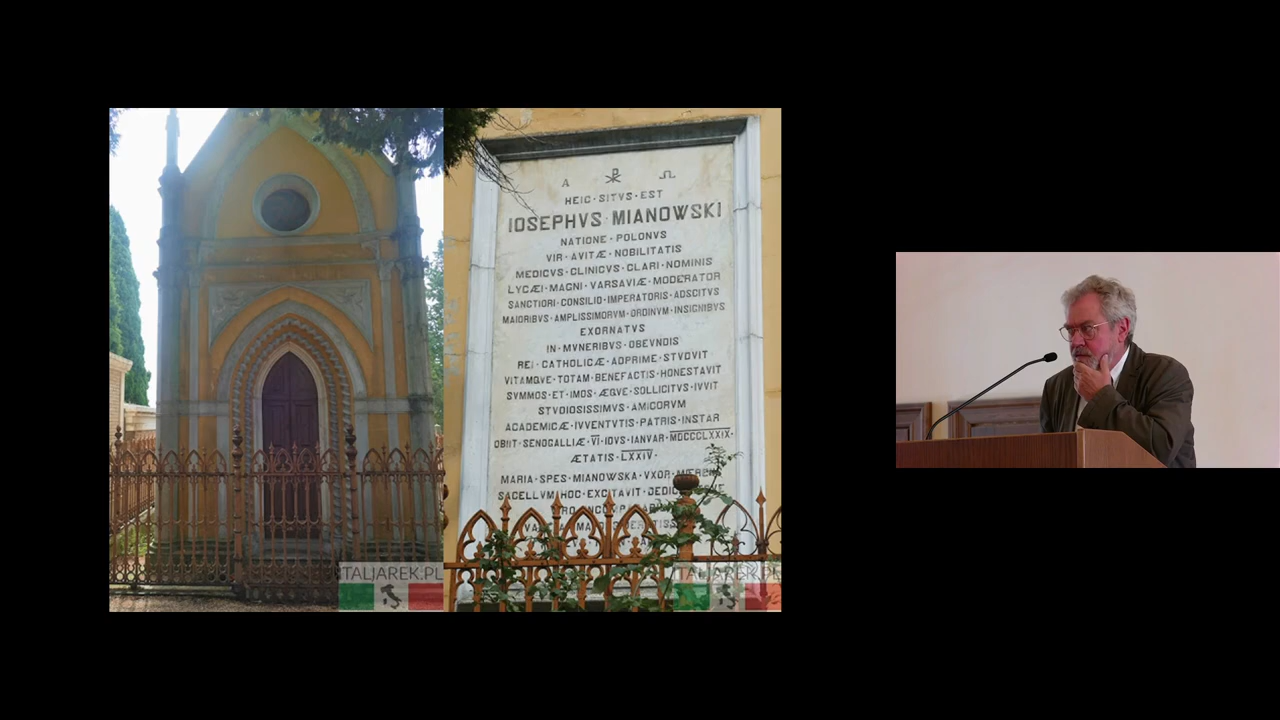 Α ☧ Ω
HEIC·SITVS·EST
IOSEPHVS·MIANOWSKI
NATIONE·POLONVS
VIR·AVITÆ·NOBILITATIS
MEDICVS·CLINICVS·CLARI·NOMINIS
LYCÆI·MAGNI·VARSAVIÆ·MODERATOR
SANCTIORI·CONSILIO·IMPERATORIS·ADSCITVS
MAIORIBVS·AMPLISSIMORVM·ORDINVM·INSIGNIBVS
EXORNATVS
IN·MVNERIBVS·OBEVNDIS
REI·CATHOLICÆ·ADPRIME·STVDVIT
VITAMQVE·TOTAM·BENEFACTIS·HONESTAVIT
SVMMOS·ET·IMOS·ÆQVE·SOLLICITVS·IVVIT
STVDIOSISSIMVS·AMICORVM
ACADEMICÆ·IVVENTVTIS·PATRIS·INSTAR
OBIIT·SENOGALLIÆ·VI·IDVS·IANVAR·MDCCCLXXIX·
ÆTATIS·LXXIV·
MARIA·SPES·MIANOWSKA·VXOR
SACELLVM·HOC·EXCITAVIT
ITALIAREK.PL
ITALIAREK.PL